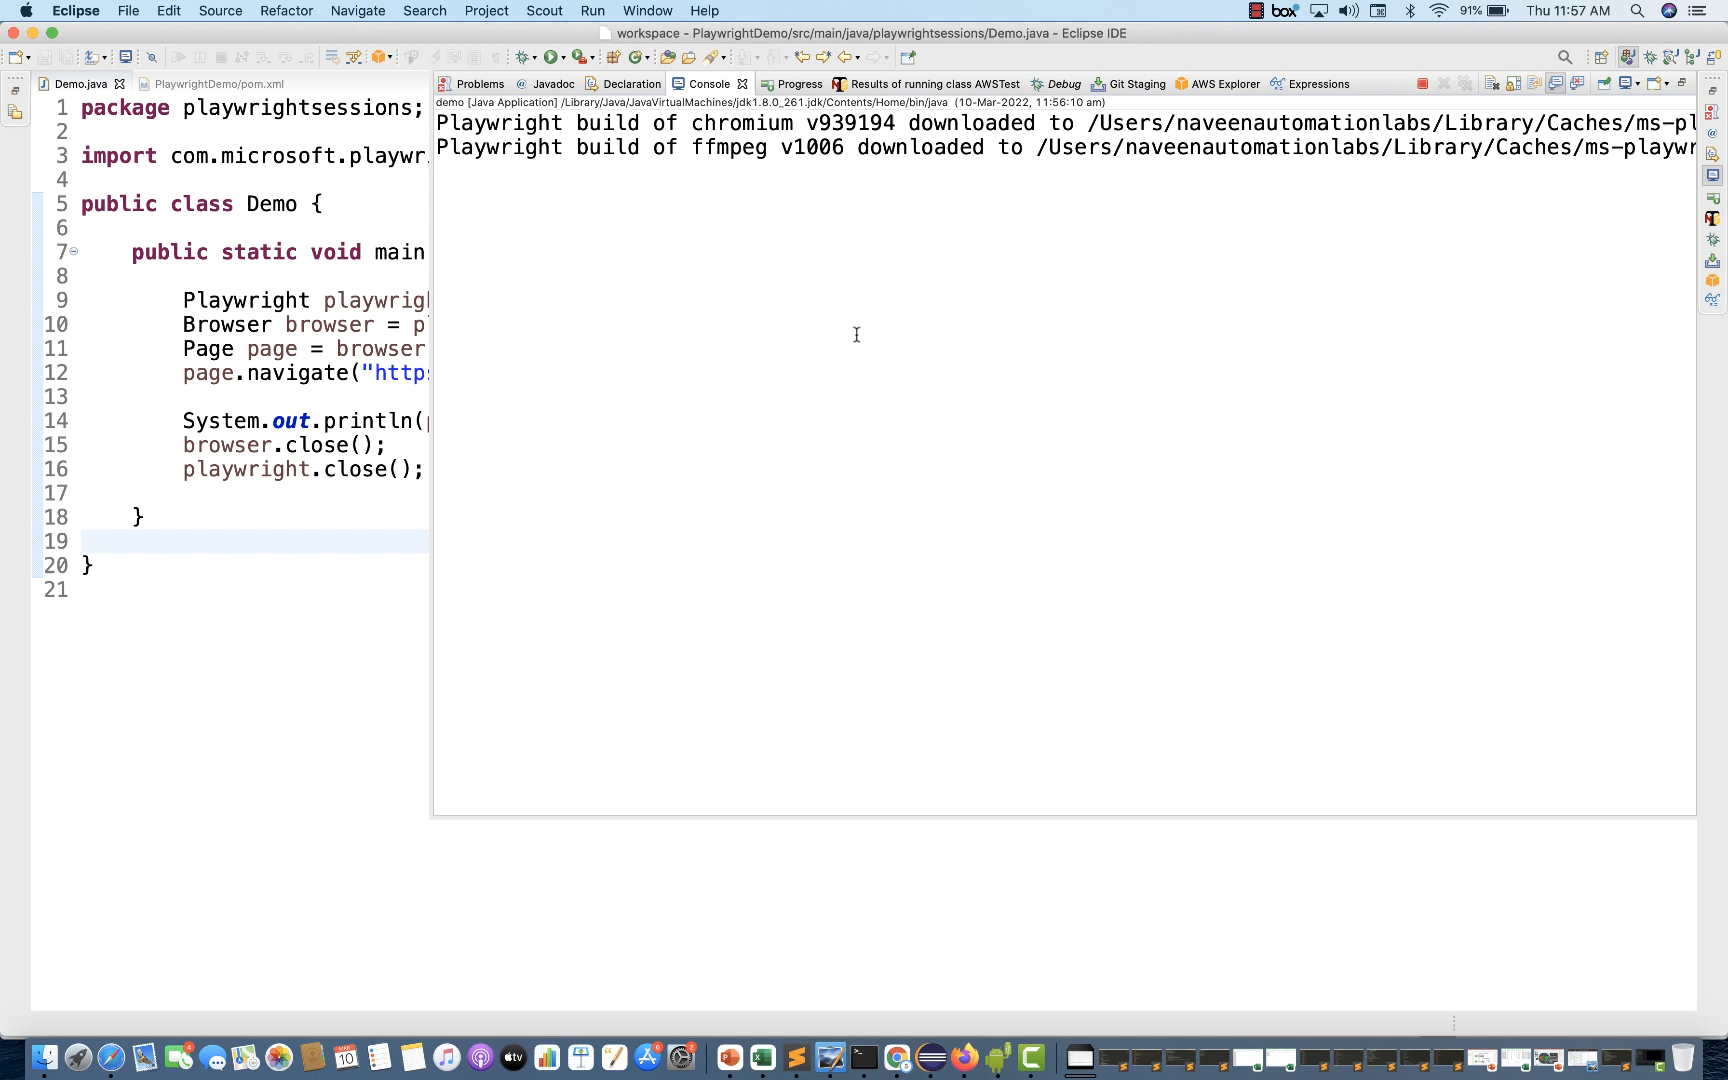 Eclipse File Edit Source Refactor Navigate Search Project Scout Run Window Help box 91% Thu 11:57 AM
workspace - PlaywrightDemo/src/main/java/playwrightsessions/Demo.java - Eclipse IDE
Demo.java PlaywrightDemo/pom.xml
1 package playwrightsessions;
2
3 import com.microsoft.playwr
4
5 public class Demo {
6
7 public static void main
8
9 Playwright playwrig
10 Browser browser = p
11 Page page = browser
12 page.navigate("http
13
14 System.out.println(
15 browser.close();
16 playwright.close();
17
18 }
19
20 }
21
Problems Javadoc Declaration Console Progress Results of running class AWSTest Debug Git Staging AWS Explorer Expressions
demo [Java Application] /Library/Java/JavaVirtualMachines/jdk1.8.0_261.jdk/Contents/Home/bin/java (10-Mar-2022, 11:56:10 am)
Playwright build of chromium v939194 downloaded to /Users/naveenautomationlabs/Library/Caches/ms-pl
Playwright build of ffmpeg v1006 downloaded to /Users/naveenautomationlabs/Library/Caches/ms-playwr